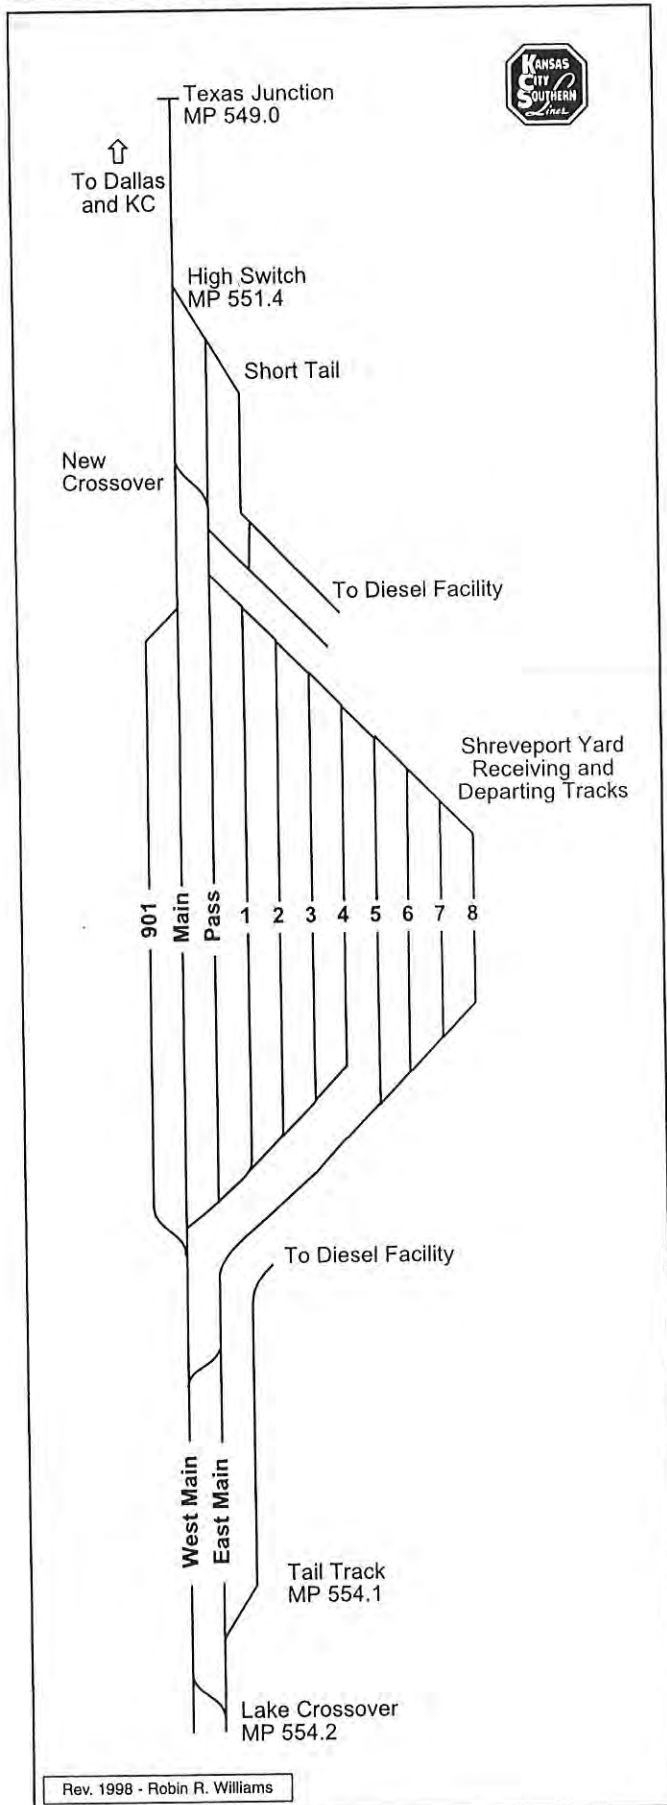 KANSAS
CITY
SOUTHERN
Lines
Texas Junction
MP 549.0
To Dallas
and KC
High Switch
MP 551.4
Short Tail
New
Crossover
To Diesel Facility
Shreveport Yard
Receiving and
Departing Tracks
901
Main
Pass
1
2
3
4
5
6
7
8
To Diesel Facility
West Main
East Main
Tail Track
MP 554.1
Lake Crossover
MP 554.2
Rev. 1998 - Robin R. Williams